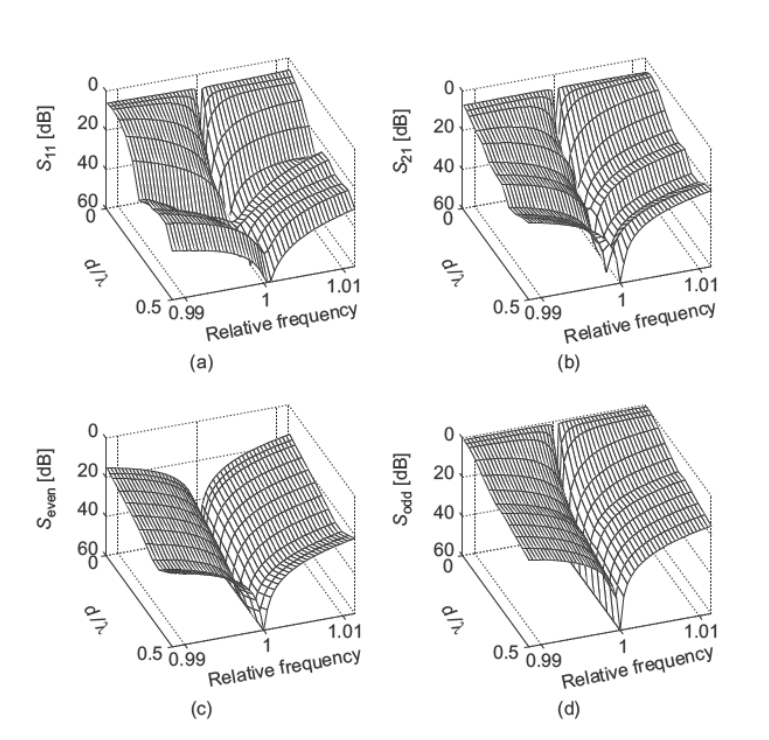 0
20
40
60
S11 [dB]
0
0.5
d/λ
0.99
1
1.01
Relative frequency
(a)
0
20
40
60
S21 [dB]
0
0.5
d/λ
0.99
1
1.01
Relative frequency
(b)
0
20
40
60
Seven [dB]
0
0.5
d/λ
0.99
1
1.01
Relative frequency
(c)
0
20
40
60
Sodd [dB]
0
0.5
d/λ
0.99
1
1.01
Relative frequency
(d)